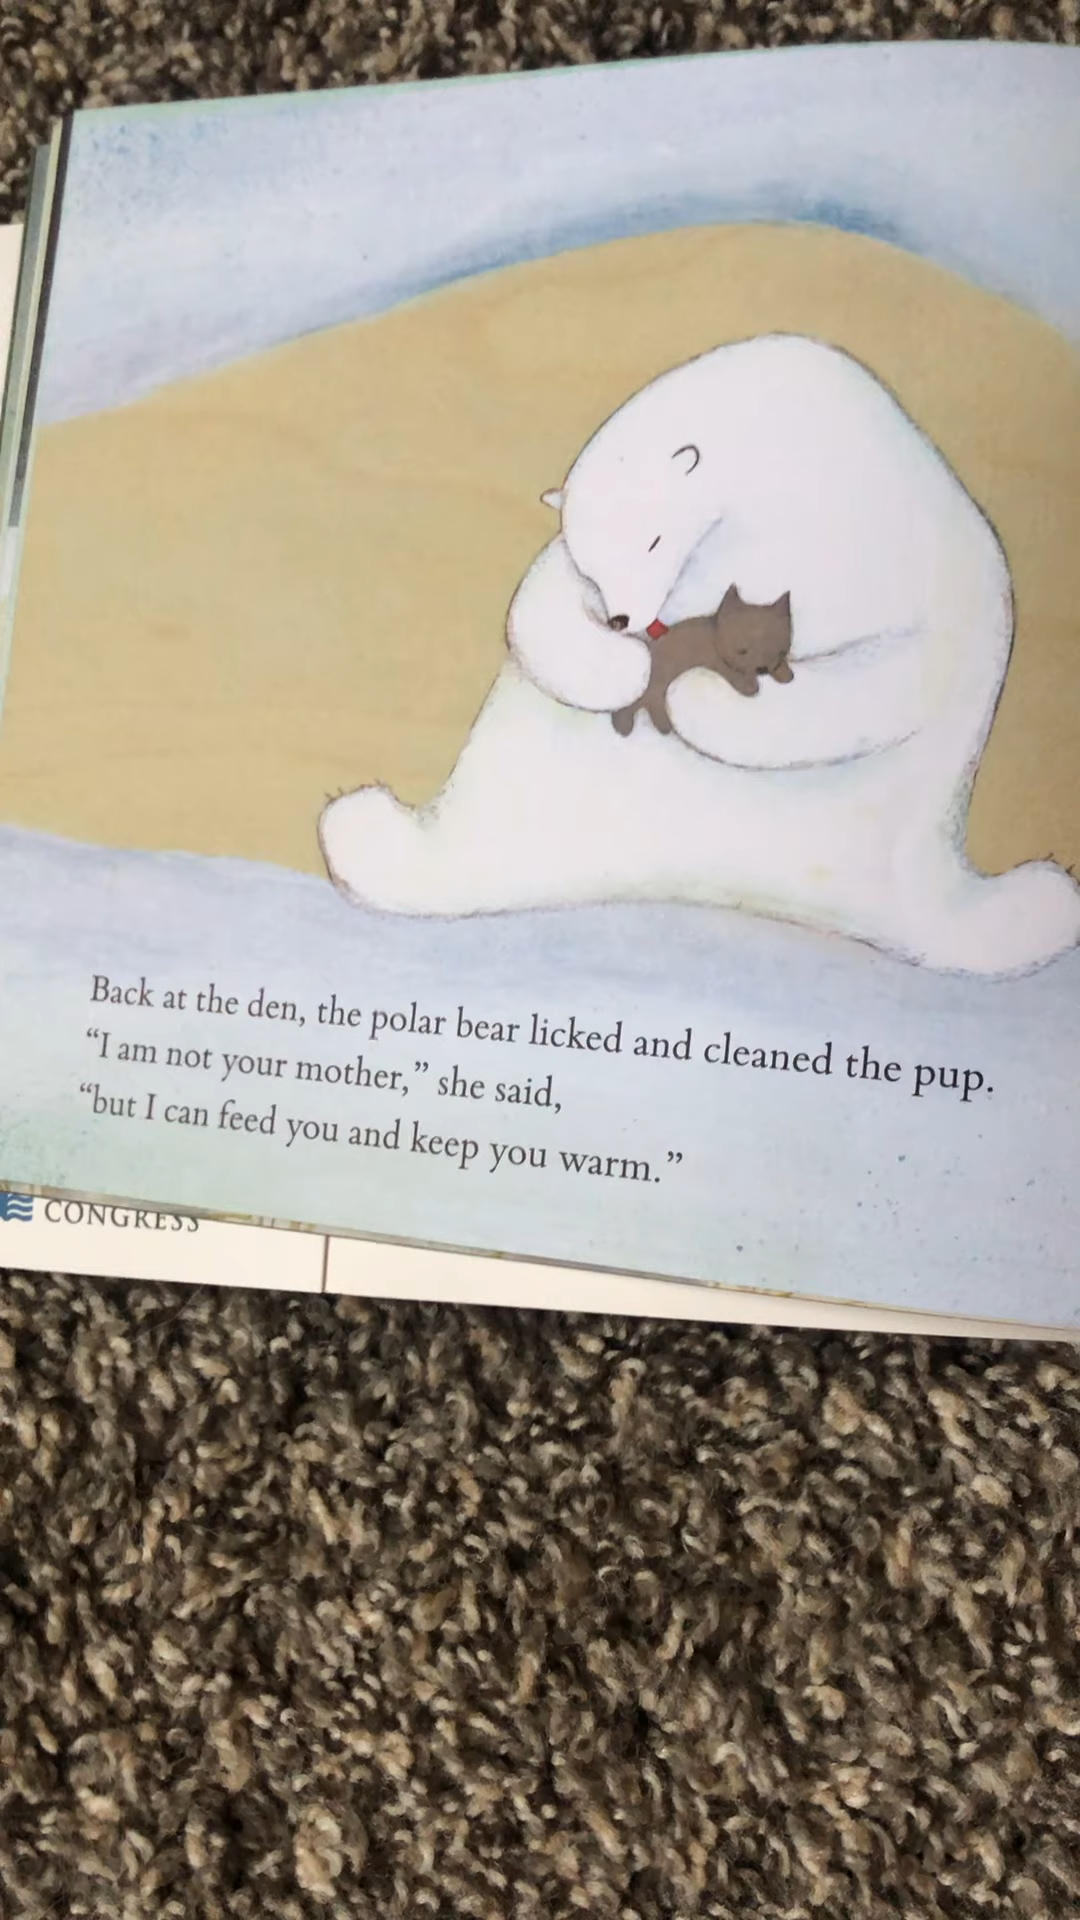 Back at the den, the polar bear licked and cleaned the pup.
“I am not your mother,” she said,
“but I can feed you and keep you warm.”
CONGRESS